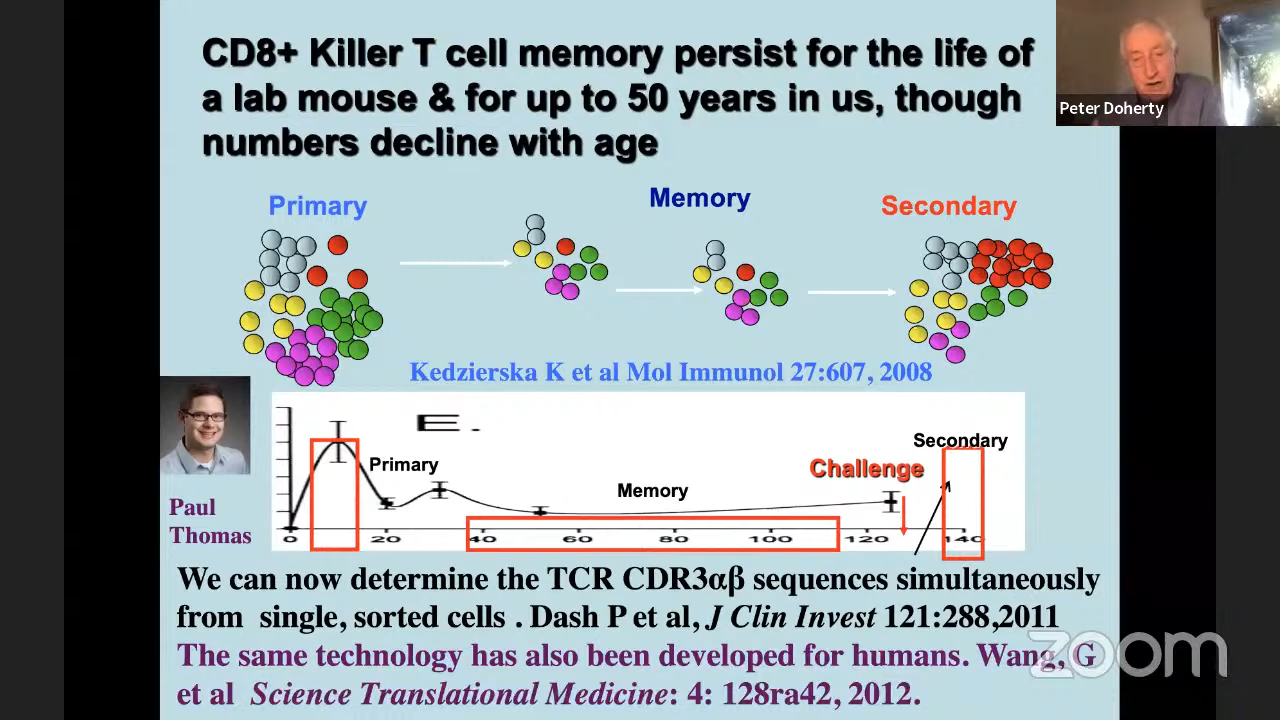 CD8+ Killer T cell memory persist for the life of
a lab mouse & for up to 50 years in us, though
numbers decline with age
Peter Doherty
Primary
Memory
Secondary
Kedzierska K et al Mol Immunol 27:607, 2008
E.
Secondary
Primary
Challenge
Memory
0 20 40 60 80 100 120 140
Paul
Thomas
We can now determine the TCR CDR3αβ sequences simultaneously
from single, sorted cells . Dash P et al, J Clin Invest 121:288,2011
The same technology has also been developed for humans. Wang, G
et al Science Translational Medicine: 4: 128ra42, 2012.
zoom